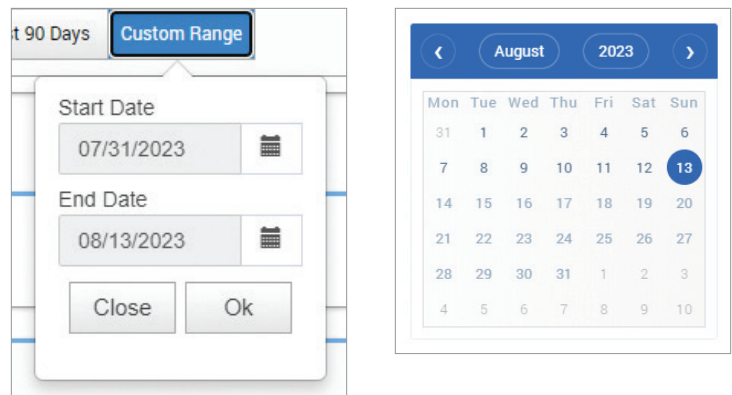 t 90 Days Custom Range
Start Date
07/31/2023
End Date
08/13/2023
Close Ok
August 2023
Mon Tue Wed Thu Fri Sat Sun
31 1 2 3 4 5 6
7 8 9 10 11 12 13
14 15 16 17 18 19 20
21 22 23 24 25 26 27
28 29 30 31 1 2 3
4 5 6 7 8 9 10